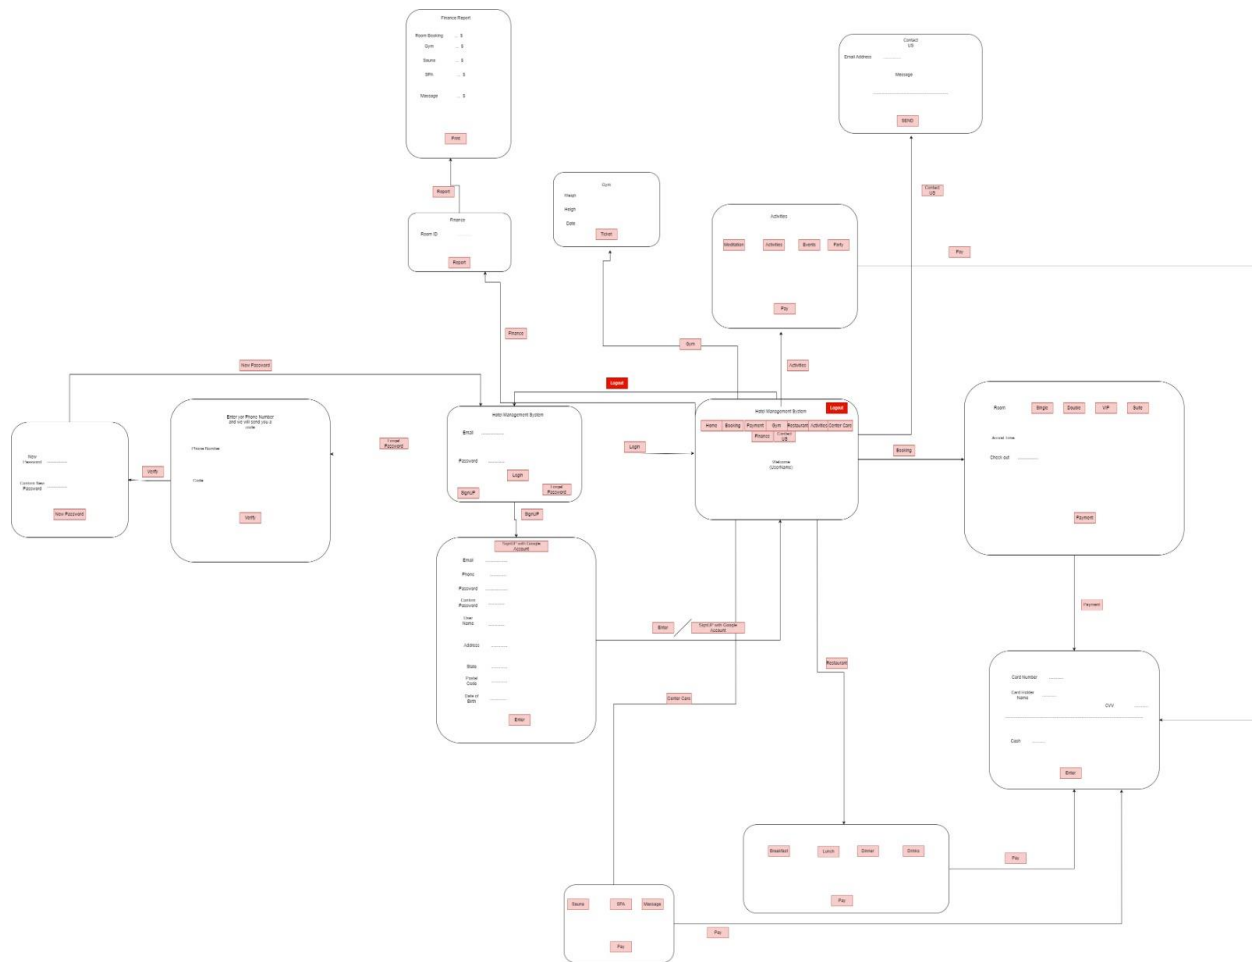 Finance Report
Room Booking ... $
Gym ... $
Sauna ... $
SPA ... $
Massage ... $
Print
Report
Finance
Room ID
Report
Finance
Gym
Heigh
Date
Ticket
Gym
Activities
Meditation Activities Events Party
Pay
Activities
Pay
Contact
US
Email Address ............
Message
SEND
Contact
US
New Password
New
Password ............
Confirm New
Password ............
New Password
Verify
Enter yor Phone Number
and we will send you a
code
Phone Number
Code
Verify
Forget
Password
Logout
Hotel Management System
Email ............
Password ............
Login
SignUP
Forget
Password
Login
SignUP
SignUP with Google
Account
Email ............
Phone ............
Password ............
Confirm
Password ............
User
Name ............
Address ............
State ............
Postal
Code ............
Date of
Birth ............
Enter
Enter
SignUP with Google
Account
Hotel Management System
Logout
Home Booking Payment Gym Restaurant Activities Center Care
Finance Contact
US
Welcome
(UserName)
Booking
Room Single Double VIP Suite
Arrival Time
Check out ............
Payment
Payment
Card Number ............
Card Holder
Name ............
CVV ............
Cash ............
Enter
Center Care
Restaurant
Breakfast Lunch Dinner Drinks
Pay
Pay
Sauna SPA Massage
Pay
Pay